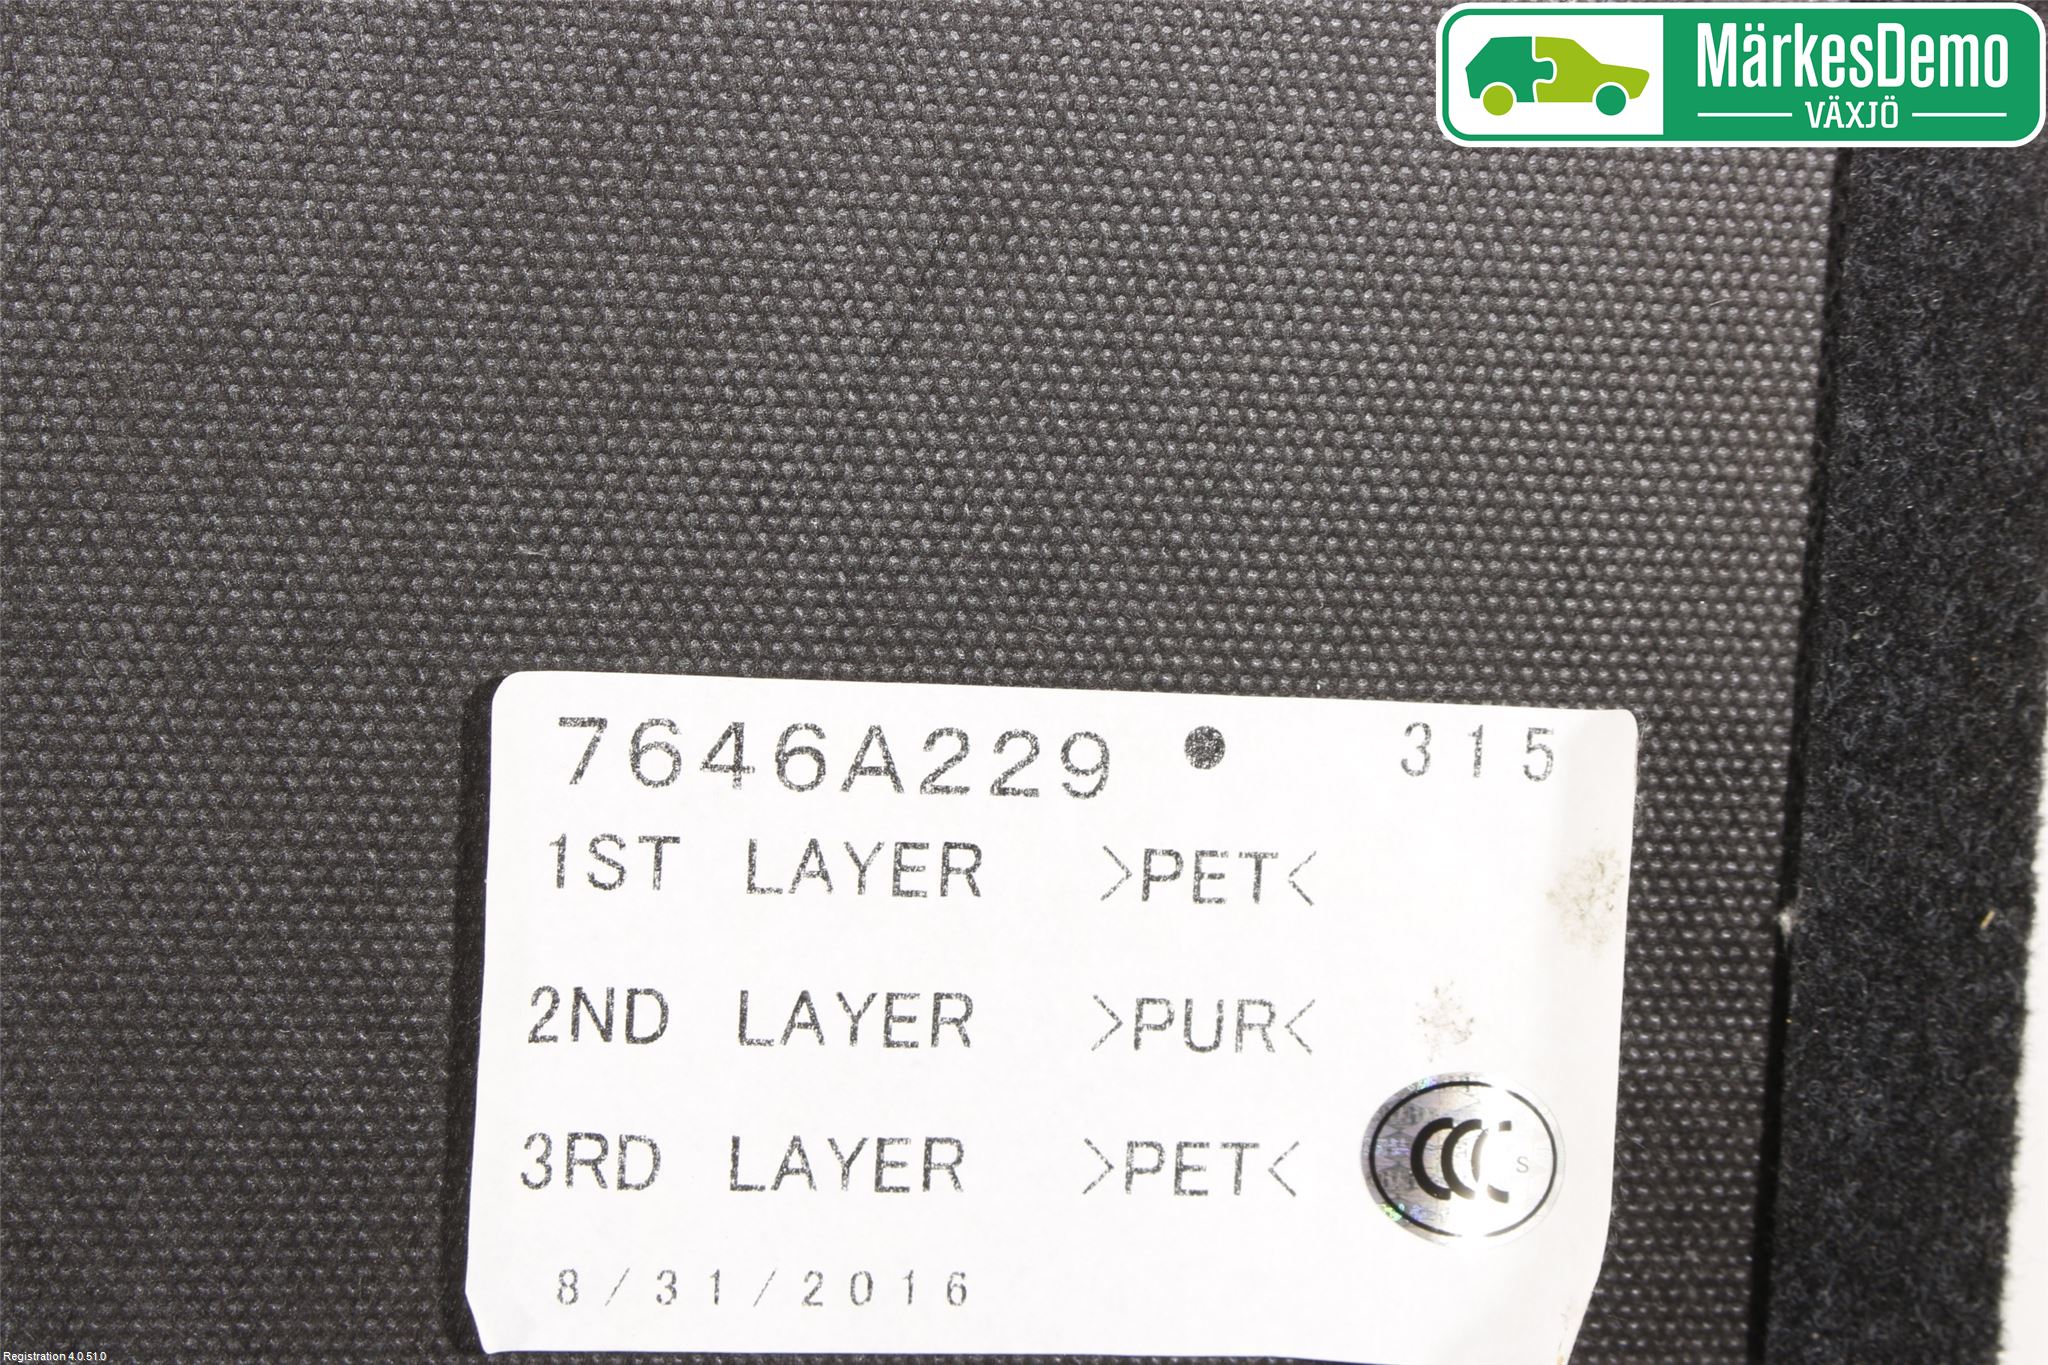 MärkesDemo
VÄXJÖ
7646A229 ● 315
1ST LAYER >PET<
2ND LAYER >PUR<
3RD LAYER >PET<
CCC S
8/31/2016
Registration 4.0.51.0